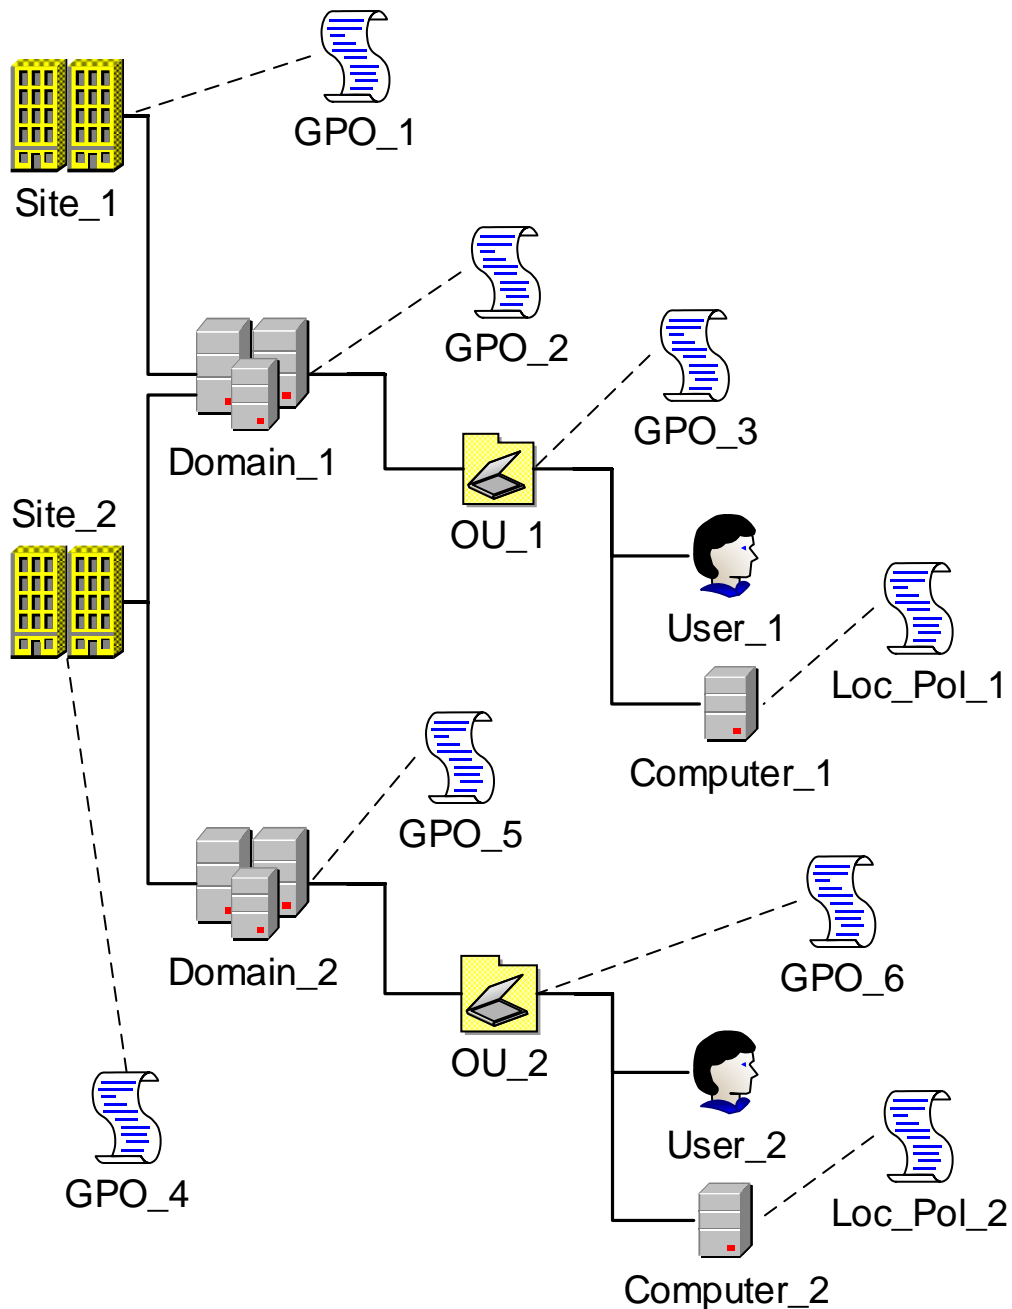 GPO_1
Site_1
GPO_2
GPO_3
Domain_1
Site_2
OU_1
User_1
Loc_Pol_1
Computer_1
GPO_5
Domain_2
GPO_6
OU_2
User_2
GPO_4
Loc_Pol_2
Computer_2